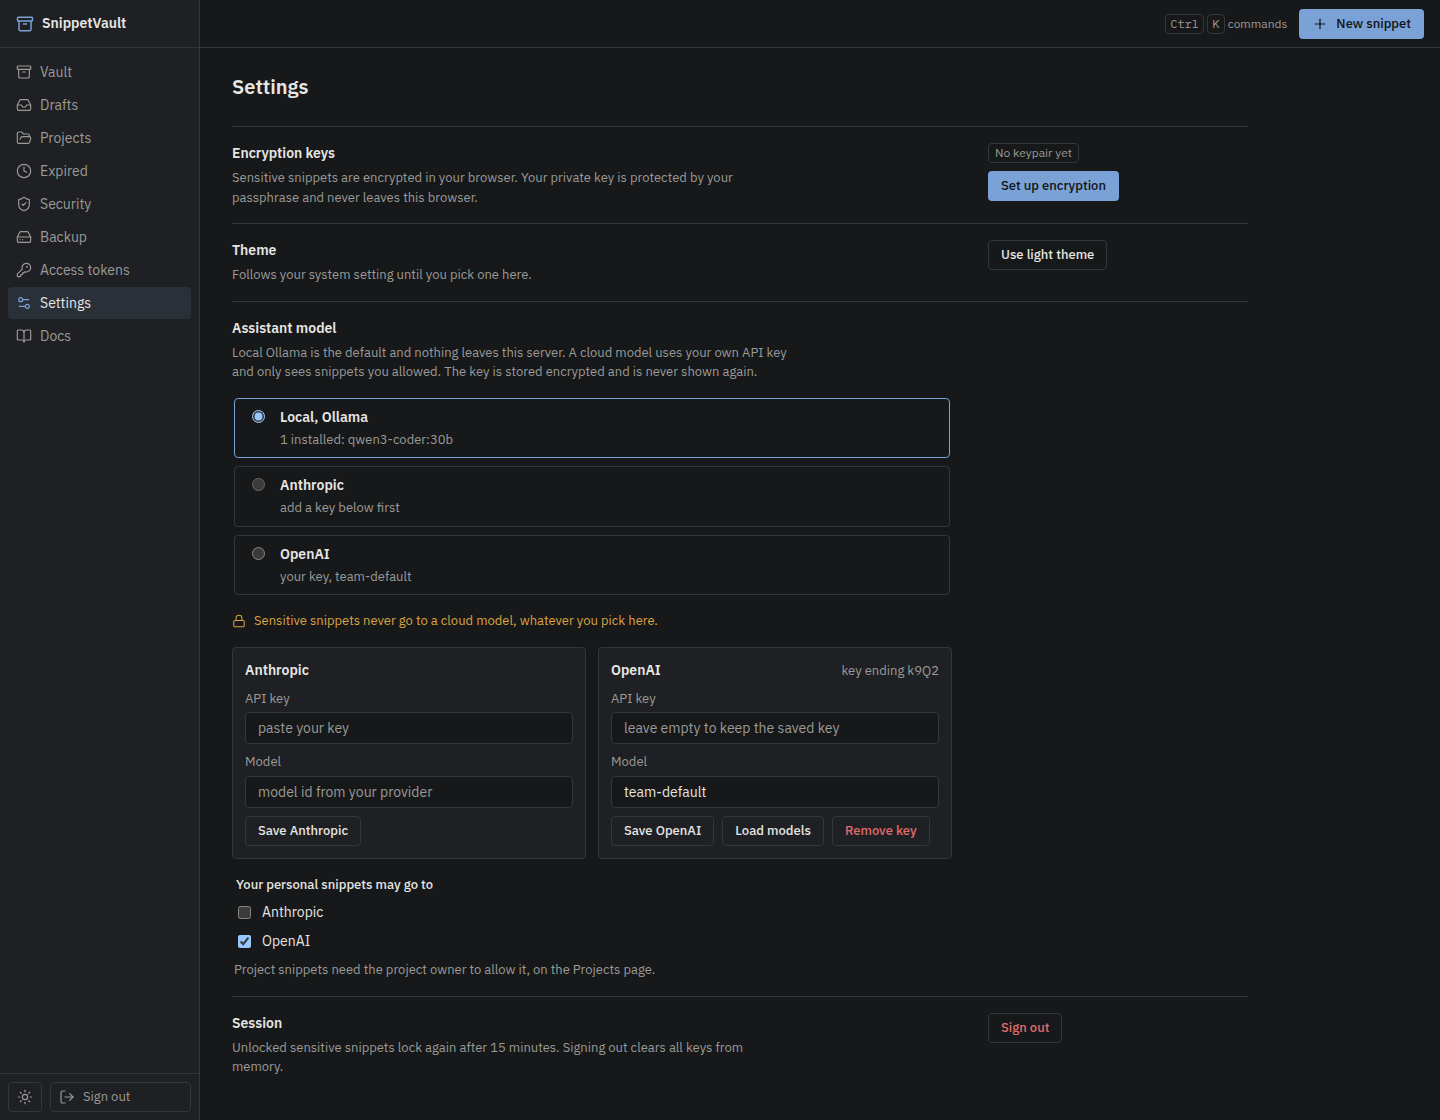 SnippetVault
Ctrl K commands
New snippet
Vault
Drafts
Projects
Expired
Security
Backup
Access tokens
Settings
Docs
Sign out
Settings
Encryption keys
Sensitive snippets are encrypted in your browser. Your private key is protected by your
passphrase and never leaves this browser.
No keypair yet
Set up encryption
Theme
Follows your system setting until you pick one here.
Use light theme
Assistant model
Local Ollama is the default and nothing leaves this server. A cloud model uses your own API key
and only sees snippets you allowed. The key is stored encrypted and is never shown again.
Local, Ollama
1 installed: qwen3-coder:30b
Anthropic
add a key below first
OpenAI
your key, team-default
Sensitive snippets never go to a cloud model, whatever you pick here.
Anthropic
API key
paste your key
Model
model id from your provider
Save Anthropic
OpenAI
key ending k9Q2
API key
leave empty to keep the saved key
Model
team-default
Save OpenAI
Load models
Remove key
Your personal snippets may go to
Anthropic
OpenAI
Project snippets need the project owner to allow it, on the Projects page.
Session
Unlocked sensitive snippets lock again after 15 minutes. Signing out clears all keys from
memory.
Sign out